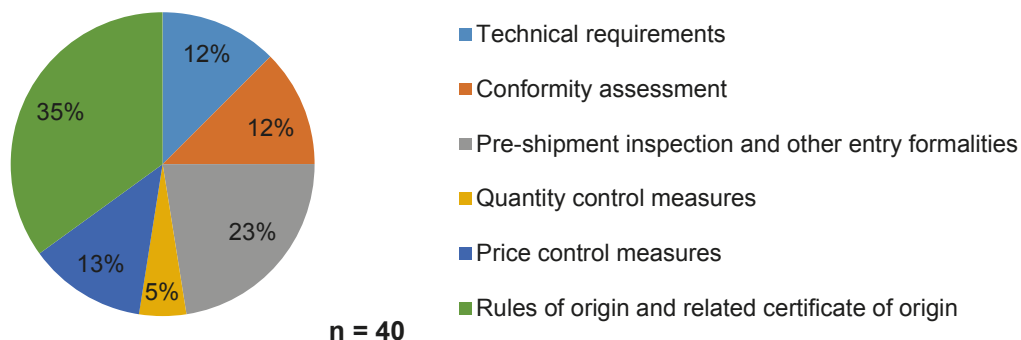 12%
12%
23%
5%
13%
35%
n = 40
Technical requirements
Conformity assessment
Pre-shipment inspection and other entry formalities
Quantity control measures
Price control measures
Rules of origin and related certificate of origin